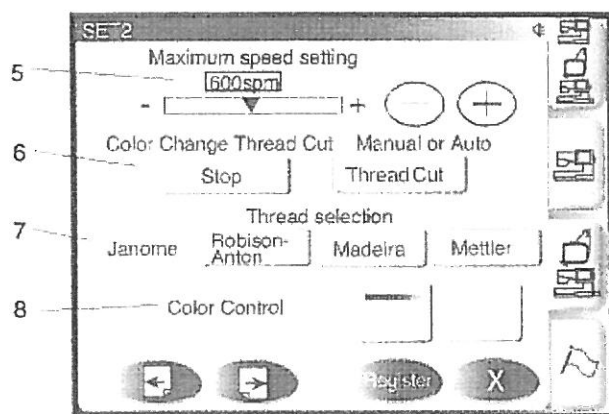 SET 2
Maximum speed setting
5
600spm
- +
Color Change Thread Cut Manual or Auto
6
Stop Thread Cut
Thread selection
7
Janome Robison-Anton Madeira Mettler
8
Color Control
Register X